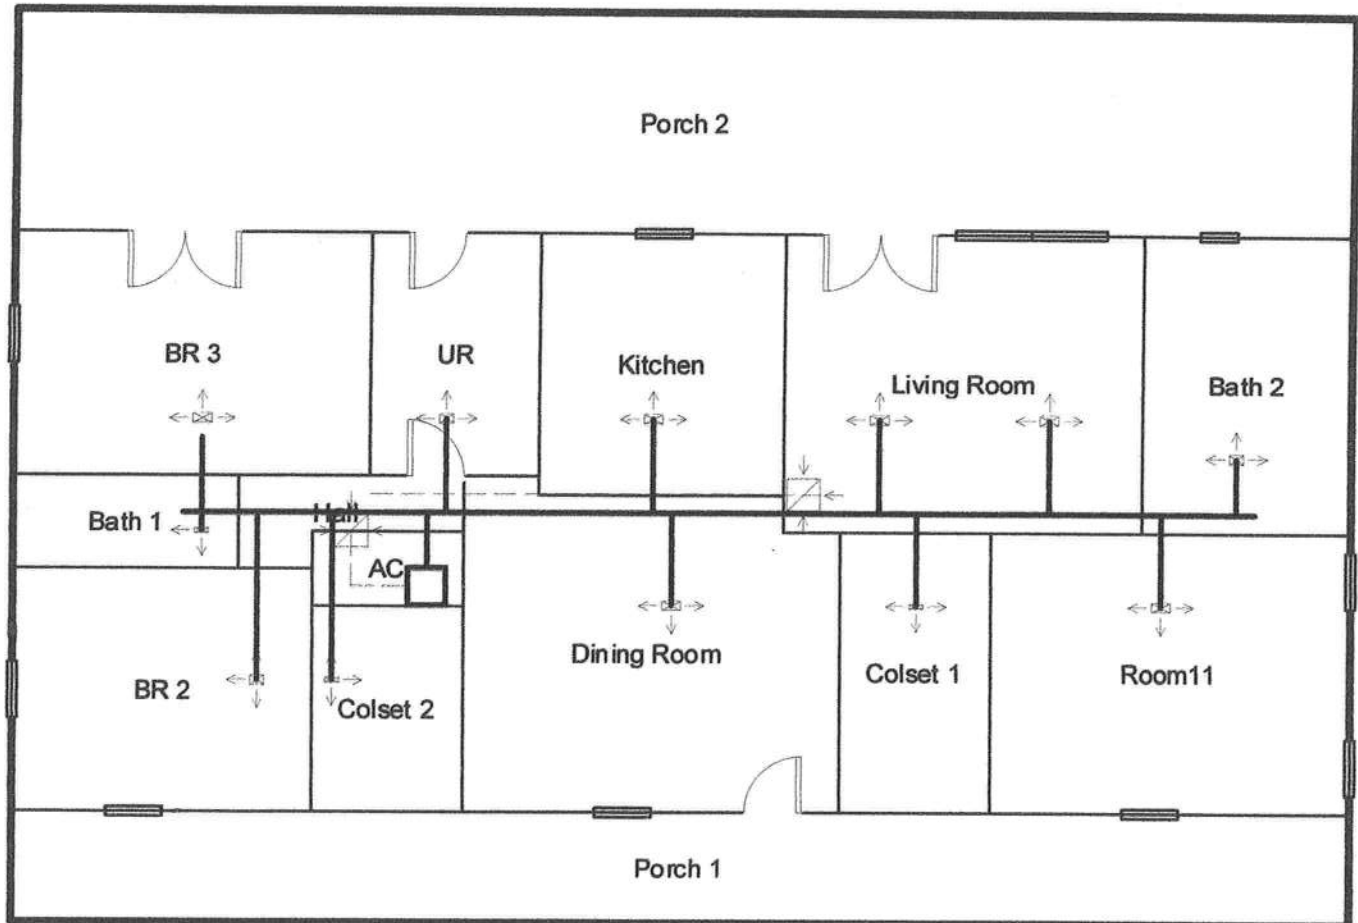 Porch 2
BR 3
UR
Kitchen
Living Room
Bath 2
Bath 1
Hall
AC
BR 2
Colset 2
Dining Room
Colset 1
Room11
Porch 1